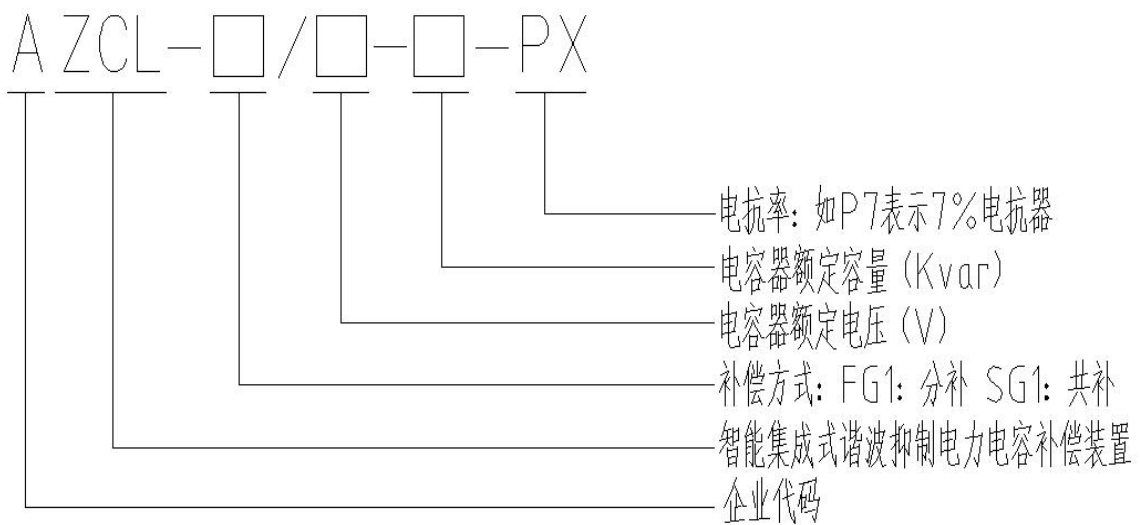 AZCL-□/□-□-PX
电抗率: 如P7表示7%电抗器
电容器额定容量 (Kvar)
电容器额定电压 (V)
补偿方式: FG1: 分补 SG1: 共补
智能集成式谐波抑制电力电容补偿装置
企业代码